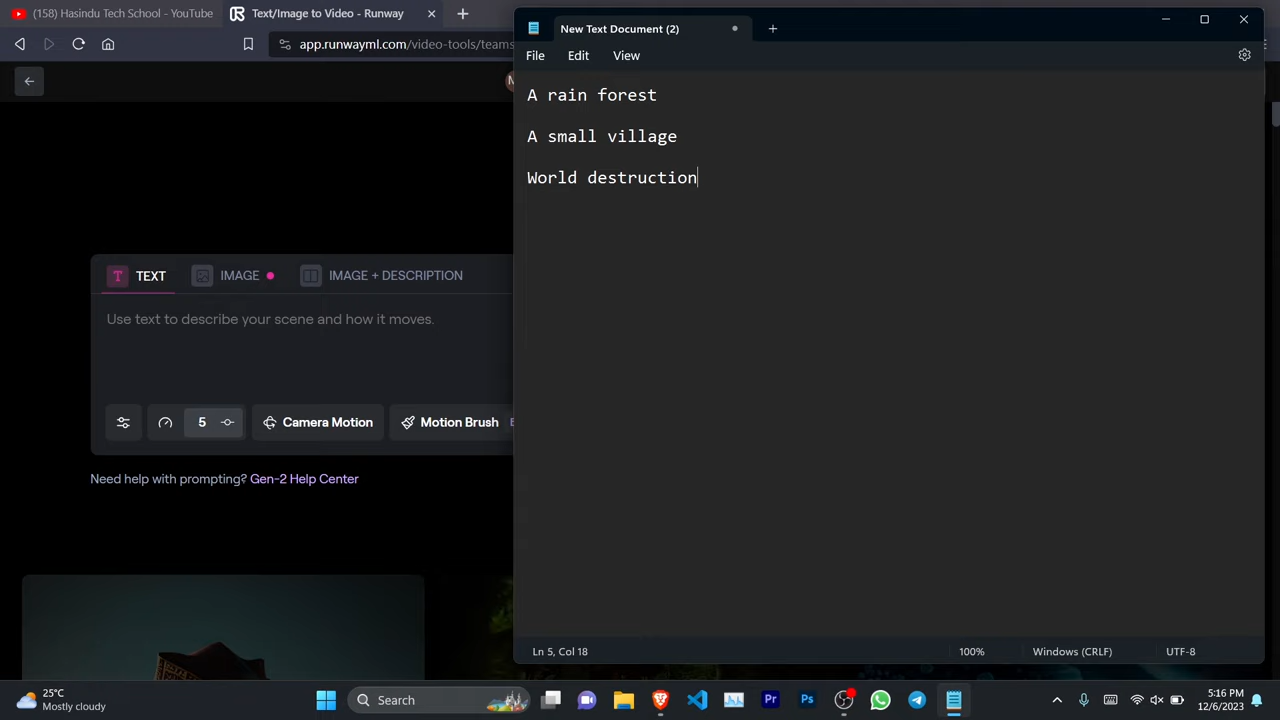 (158) Hasindu Tech School - YouTube
Text/Image to Video - Runway
app.runwayml.com/video-tools/teams
New Text Document (2)
File Edit View
A rain forest
A small village
World destruction
TEXT IMAGE IMAGE + DESCRIPTION
Use text to describe your scene and how it moves.
5 Camera Motion Motion Brush
Need help with prompting? Gen-2 Help Center
Ln 5, Col 18 100% Windows (CRLF) UTF-8
25°C
Mostly cloudy
Search
Pr Ps
5:16 PM
12/6/2023